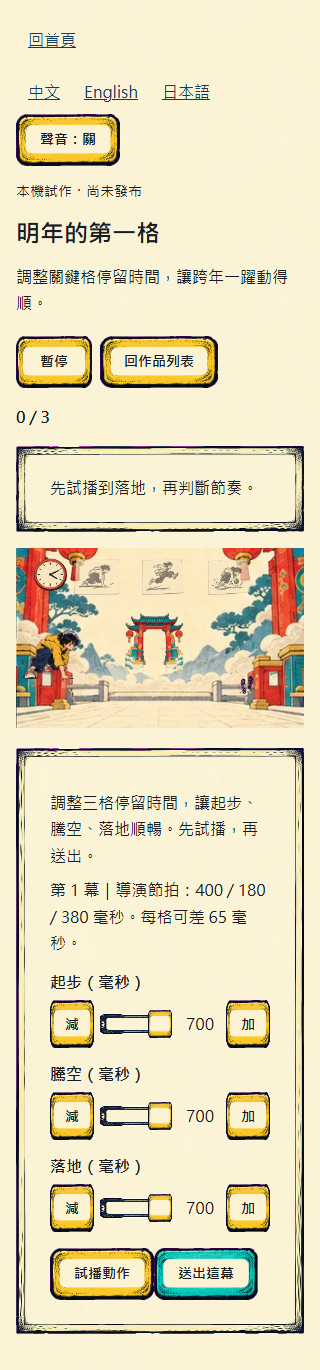 回首頁
中文 English 日本語
聲音：關
本機試作・尚未發布
明年的第一格
調整關鍵格停留時間，讓跨年一躍動得
順。
暫停 回作品列表
0 / 3
先試播到落地，再判斷節奏。
調整三格停留時間，讓起步、
騰空、落地順暢。先試播，再
送出。
第 1 幕｜導演節拍：400 / 180
/ 380 毫秒。每格可差 65 毫
秒。
起步（毫秒）
減 700 加
騰空（毫秒）
減 700 加
落地（毫秒）
減 700 加
試播動作 送出這幕